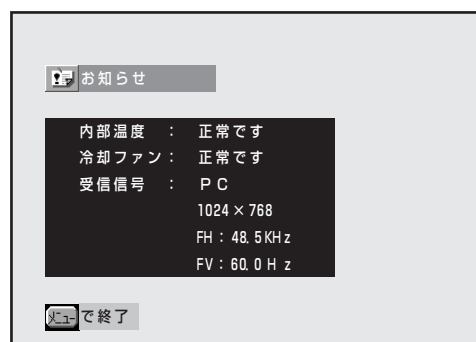 お知らせ
内部温度 : 正常です
冷却ファン: 正常です
受信信号 : PC
1024×768
FH:48.5KHz
FV:60.0Hz
メニューで終了